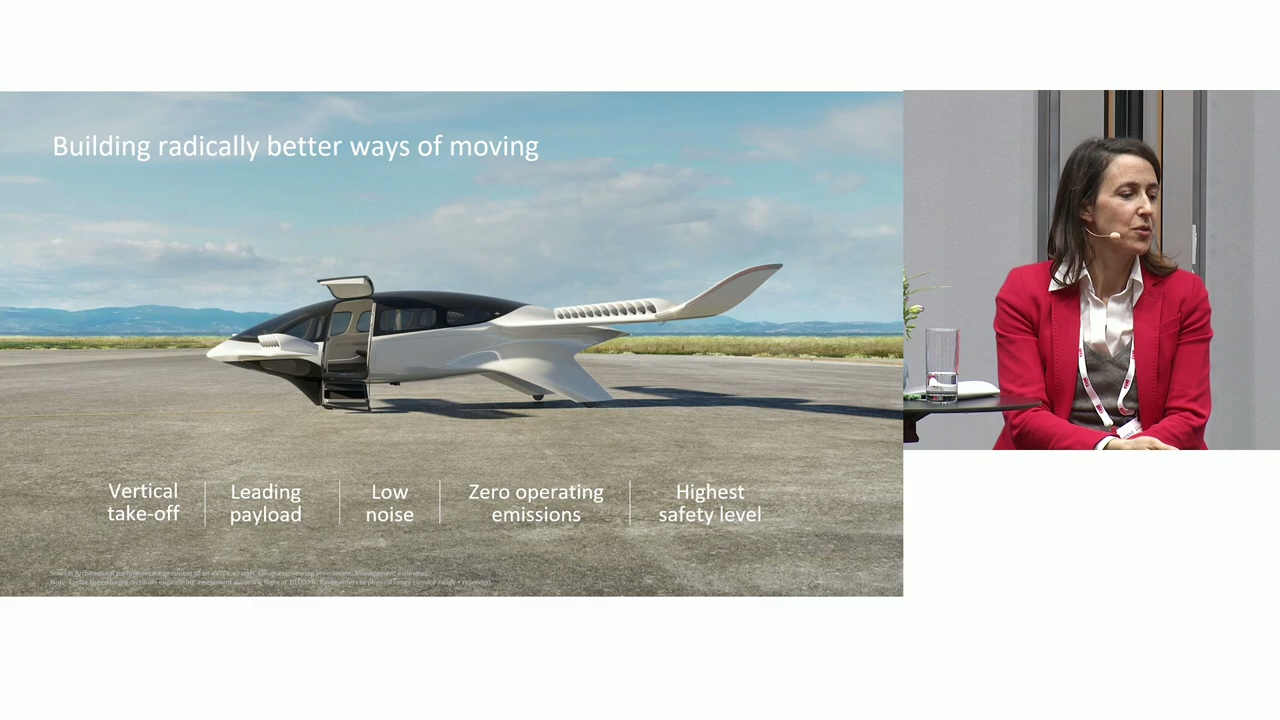 Building radically better ways of moving
Vertical
take-off
Leading
payload
Low
noise
Zero operating
emissions
Highest
safety level